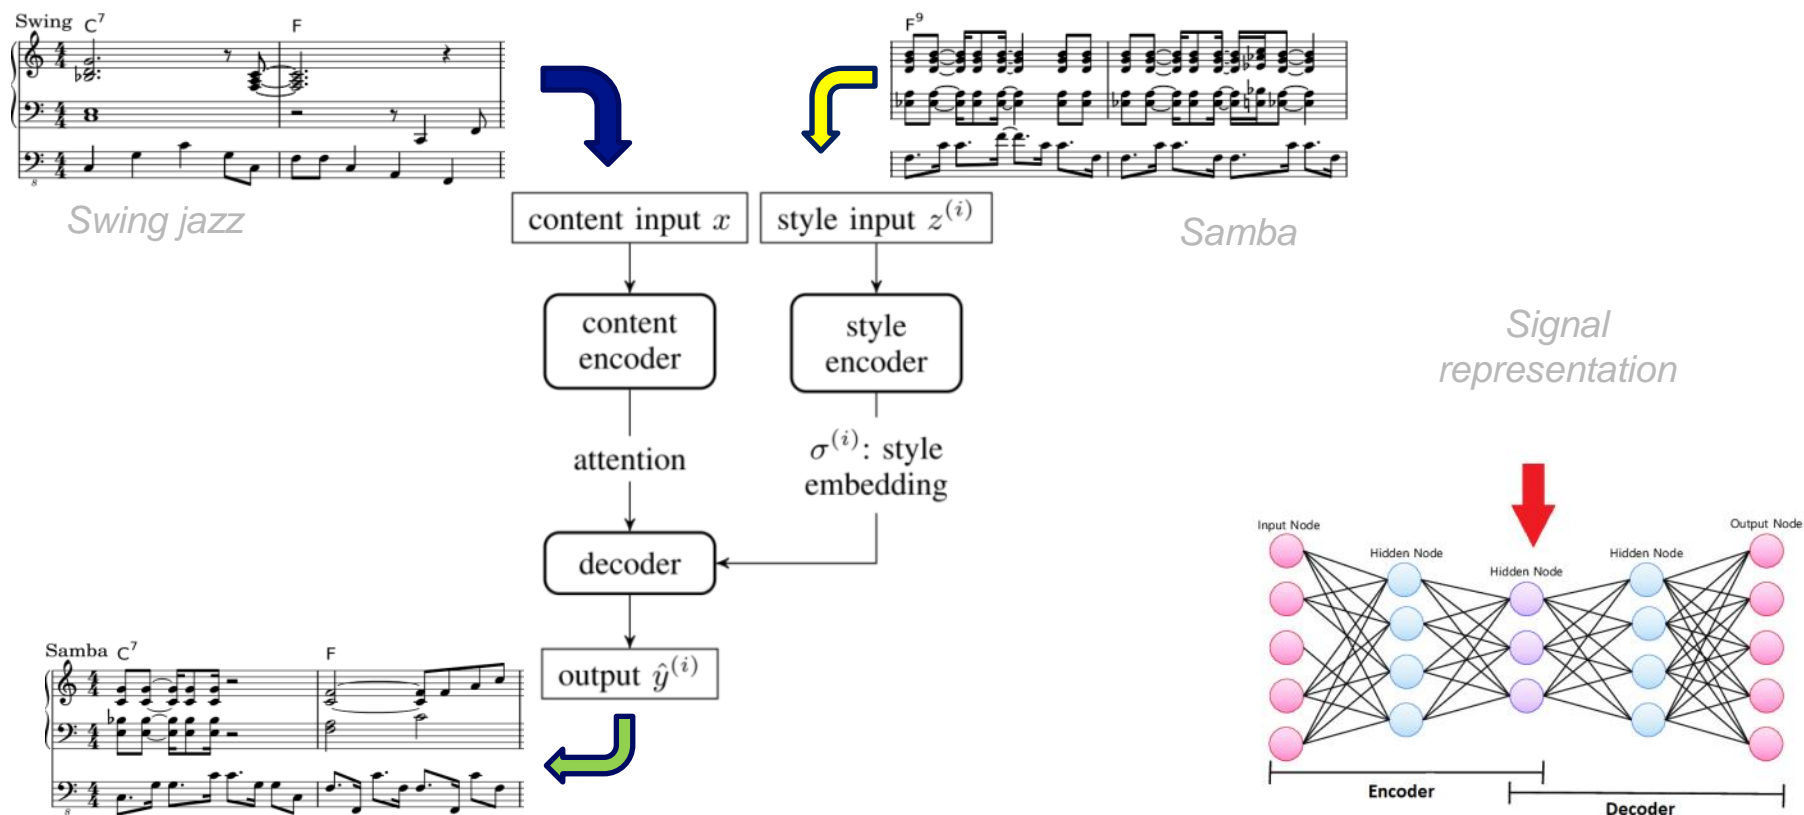 Swing C7 F
F9
Swing jazz
Samba
content input x
style input z(i)
content
encoder
style
encoder
Signal
representation
attention
σ(i): style
embedding
decoder
output ŷ(i)
Samba C7 F
Input Node
Hidden Node
Hidden Node
Hidden Node
Output Node
Encoder
Decoder